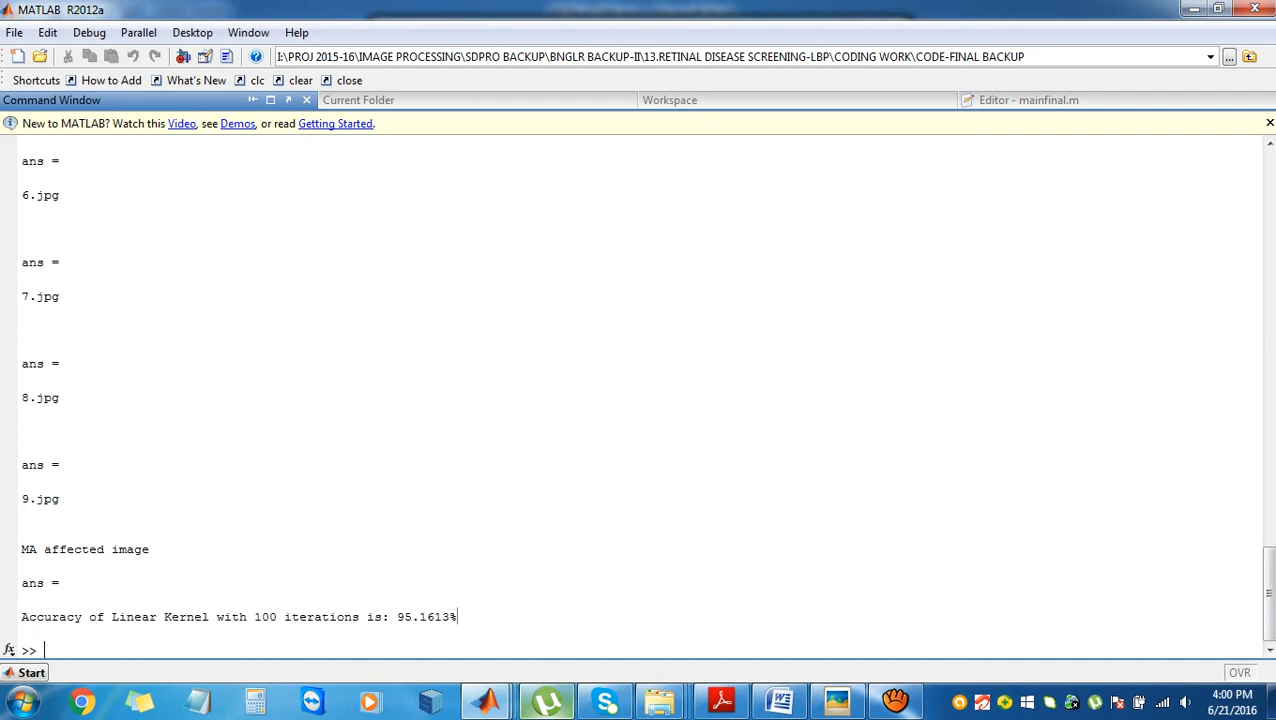 MATLAB R2012a
File Edit Debug Parallel Desktop Window Help
I:\PROJ 2015-16\IMAGE PROCESSING\SDPRO BACKUP\BNGLR BACKUP-II\13.RETINAL DISEASE SCREENING-LBP\CODING WORK\CODE-FINAL BACKUP
Shortcuts How to Add What's New clc clear close
Command Window Current Folder Workspace Editor - mainfinal.m
New to MATLAB? Watch this Video, see Demos, or read Getting Started.
ans =
6.jpg
ans =
7.jpg
ans =
8.jpg
ans =
9.jpg
MA affected image
ans =
Accuracy of Linear Kernel with 100 iterations is: 95.1613%
fx >>
Start OVR
4:00 PM
6/21/2016